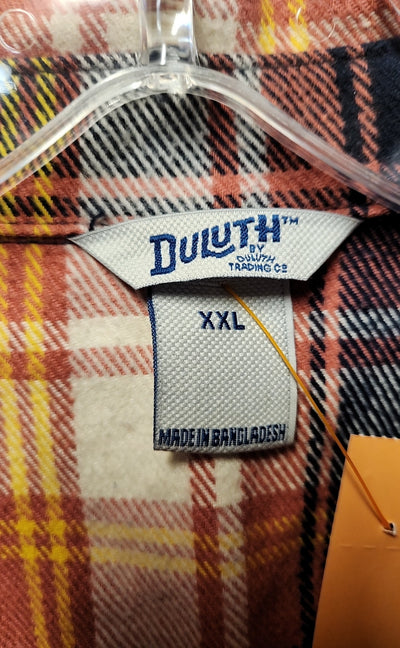 DULUTH™
BY
DULUTH
TRADING CO
XXL
MADE IN BANGLADESH